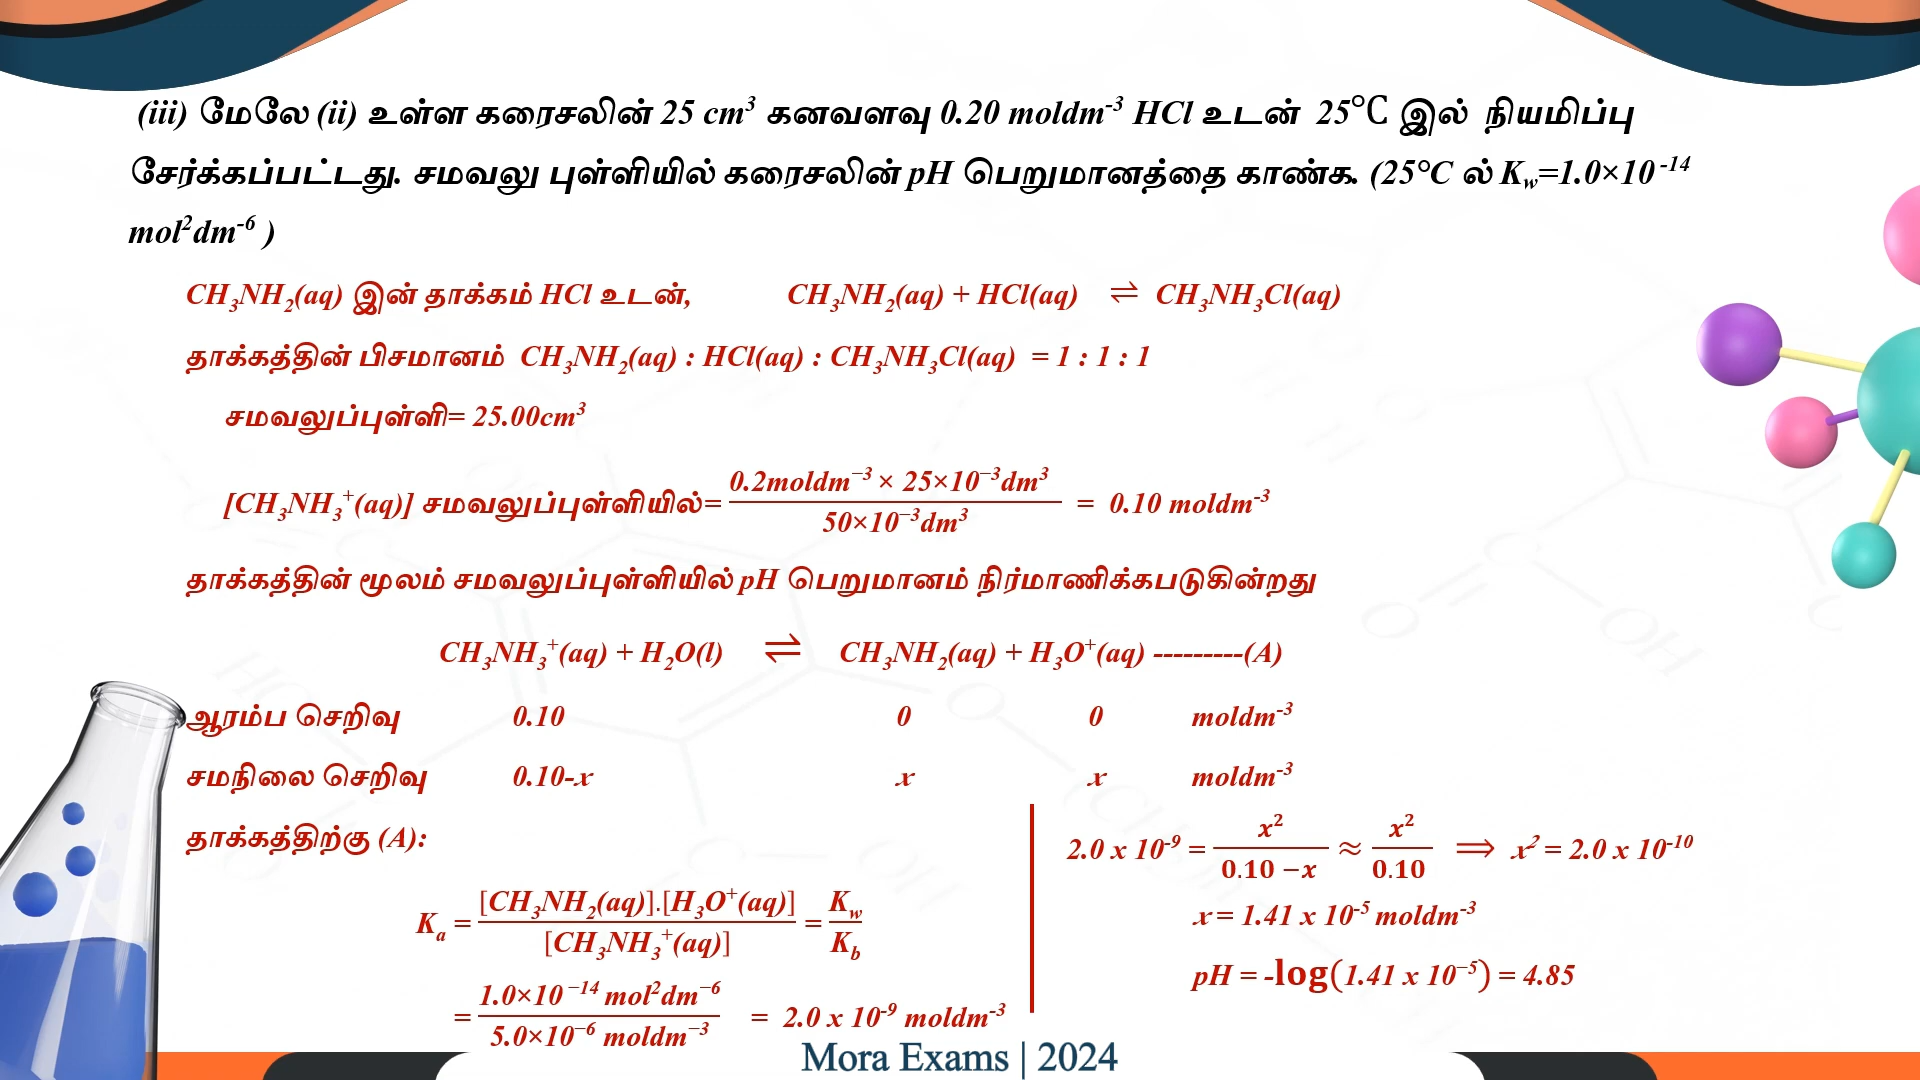 (iii) மேலே (ii) உள்ள கரைசலின் 25 cm³ கனவளவு 0.20 moldm⁻³ HCl உடன் 25°C இல் நியமிப்பு
சேர்க்கப்பட்டது. சமவலு புள்ளியில் கரைசலின் pH பெறுமானத்தை காண்க. (25°C ல் K_w=1.0×10⁻¹⁴
mol²dm⁻⁶ )
CH₃NH₂(aq) இன் தாக்கம் HCl உடன், CH₃NH₂(aq) + HCl(aq) ⇌ CH₃NH₃Cl(aq)
தாக்கத்தின் பிசமானம் CH₃NH₂(aq) : HCl(aq) : CH₃NH₃Cl(aq) = 1 : 1 : 1
சமவலுப்புள்ளி= 25.00cm³
[CH₃NH₃⁺(aq)] சமவலுப்புள்ளியில்= (0.2moldm⁻³ × 25×10⁻³dm³)/(50×10⁻³dm³) = 0.10 moldm⁻³
தாக்கத்தின் மூலம் சமவலுப்புள்ளியில் pH பெறுமானம் நிர்மாணிக்கபடுகின்றது
CH₃NH₃⁺(aq) + H₂O(l) ⇌ CH₃NH₂(aq) + H₃O⁺(aq) ---------(A)
ஆரம்ப செறிவு 0.10 0 0 moldm⁻³
சமநிலை செறிவு 0.10-x x x moldm⁻³
தாக்கத்திற்கு (A):
K_a = [CH₃NH₂(aq)].[H₃O⁺(aq)]/[CH₃NH₃⁺(aq)] = K_w/K_b
= (1.0×10⁻¹⁴ mol²dm⁻⁶)/(5.0×10⁻⁶ moldm⁻³) = 2.0 x 10⁻⁹ moldm⁻³
2.0 x 10⁻⁹ = x²/(0.10 −x) ≈ x²/0.10 ⟹ x² = 2.0 x 10⁻¹⁰
x = 1.41 x 10⁻⁵ moldm⁻³
pH = -log(1.41 x 10⁻⁵) = 4.85
Mora Exams | 2024